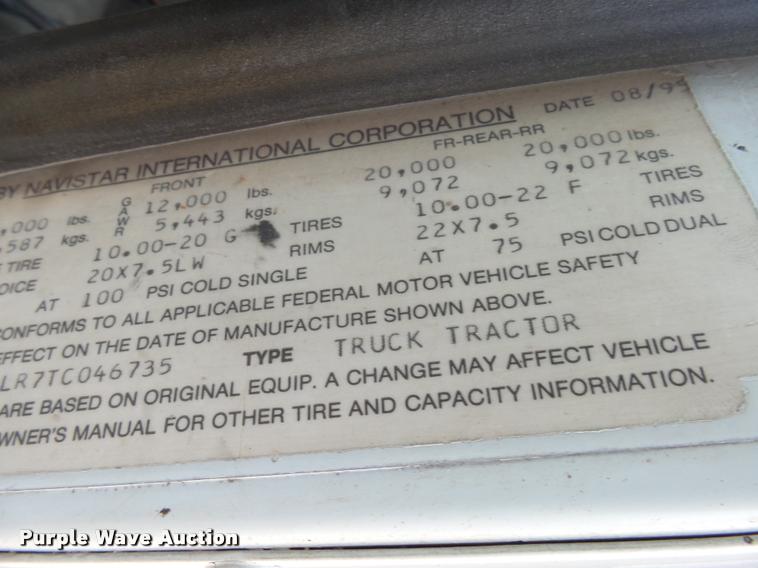 BY NAVISTAR INTERNATIONAL CORPORATION DATE 08/95
FRONT FR-REAR-RR
,000 lbs. GAWR 12,000 lbs. 20,000 20,000 lbs.
,587 kgs. 5,443 kgs. 9,072 9,072 kgs.
TIRE 10.00-20 G TIRES 10.00-22 F TIRES
OICE 20X7.5LW RIMS 22X7.5 RIMS
AT 100 PSI COLD SINGLE AT 75 PSI COLD DUAL
CONFORMS TO ALL APPLICABLE FEDERAL MOTOR VEHICLE SAFETY
EFFECT ON THE DATE OF MANUFACTURE SHOWN ABOVE.
LR7TC046735 TYPE TRUCK TRACTOR
ARE BASED ON ORIGINAL EQUIP. A CHANGE MAY AFFECT VEHICLE
WNER'S MANUAL FOR OTHER TIRE AND CAPACITY INFORMATION.
Purple Wave Auction